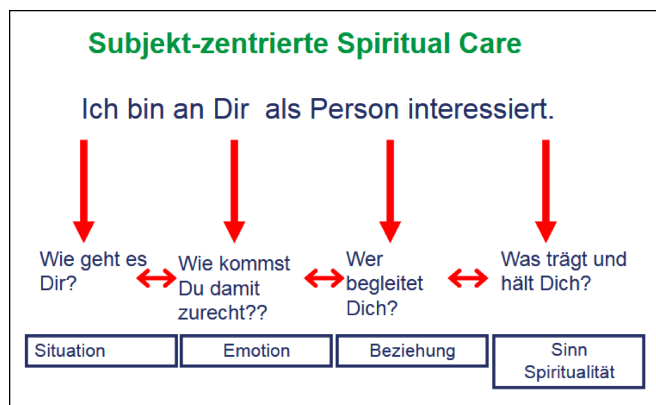 Subjekt-zentrierte Spiritual Care
Ich bin an Dir als Person interessiert.
Wie geht es
Dir?
Wie kommst
Du damit
zurecht??
Wer
begleitet
Dich?
Was trägt und
hält Dich?
Situation
Emotion
Beziehung
Sinn
Spiritualität